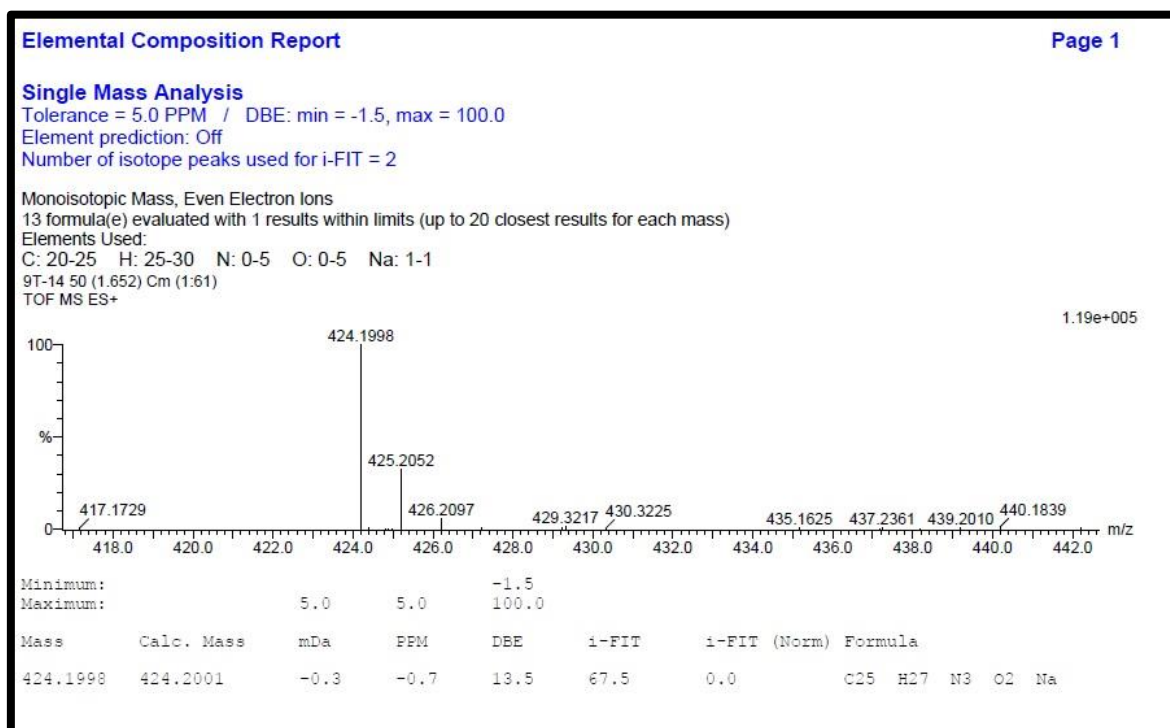 Elemental Composition Report Page 1
Single Mass Analysis
Tolerance = 5.0 PPM / DBE: min = -1.5, max = 100.0
Element prediction: Off
Number of isotope peaks used for i-FIT = 2
Monoisotopic Mass, Even Electron Ions
13 formula(e) evaluated with 1 results within limits (up to 20 closest results for each mass)
Elements Used:
C: 20-25 H: 25-30 N: 0-5 O: 0-5 Na: 1-1
9T-14 50 (1.652) Cm (1:61)
TOF MS ES+
1.19e+005
100
424.1998
%
425.2052
417.1729 426.2097 429.3217 430.3225 435.1625 437.2361 439.2010 440.1839
0
m/z
418.0 420.0 422.0 424.0 426.0 428.0 430.0 432.0 434.0 436.0 438.0 440.0 442.0
Minimum: -1.5
Maximum: 5.0 5.0 100.0
Mass Calc. Mass mDa PPM DBE i-FIT i-FIT (Norm) Formula
424.1998 424.2001 -0.3 -0.7 13.5 67.5 0.0 C25 H27 N3 O2 Na